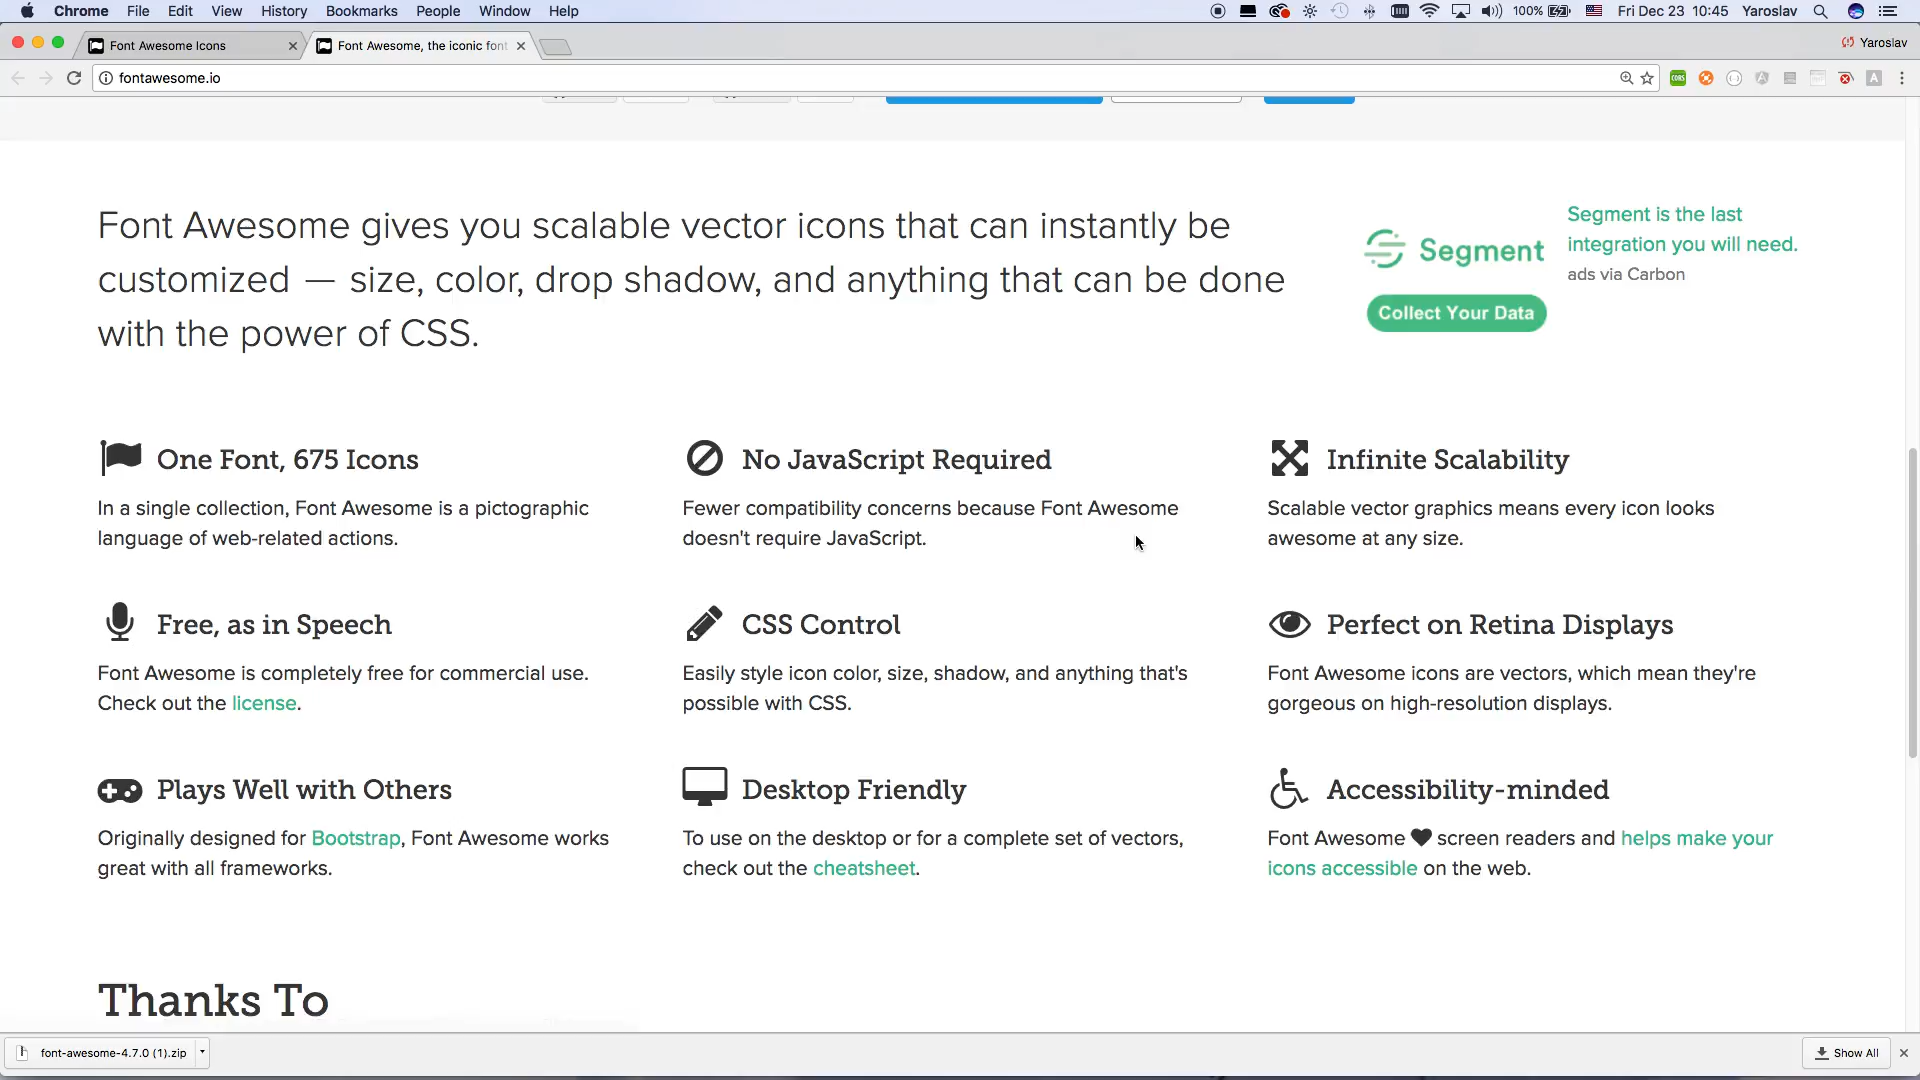 Chrome File Edit View History Bookmarks People Window Help 100% Fri Dec 23 10:45 Yaroslav
Font Awesome Icons Font Awesome, the iconic font Yaroslav
fontawesome.io
Font Awesome gives you scalable vector icons that can instantly be
customized — size, color, drop shadow, and anything that can be done
with the power of CSS.
Segment
Collect Your Data
Segment is the last
integration you will need.
ads via Carbon
One Font, 675 Icons
In a single collection, Font Awesome is a pictographic
language of web-related actions.
No JavaScript Required
Fewer compatibility concerns because Font Awesome
doesn't require JavaScript.
Infinite Scalability
Scalable vector graphics means every icon looks
awesome at any size.
Free, as in Speech
Font Awesome is completely free for commercial use.
Check out the license.
CSS Control
Easily style icon color, size, shadow, and anything that's
possible with CSS.
Perfect on Retina Displays
Font Awesome icons are vectors, which mean they're
gorgeous on high-resolution displays.
Plays Well with Others
Originally designed for Bootstrap, Font Awesome works
great with all frameworks.
Desktop Friendly
To use on the desktop or for a complete set of vectors,
check out the cheatsheet.
Accessibility-minded
Font Awesome ♥ screen readers and helps make your
icons accessible on the web.
Thanks To
font-awesome-4.7.0 (1).zip Show All